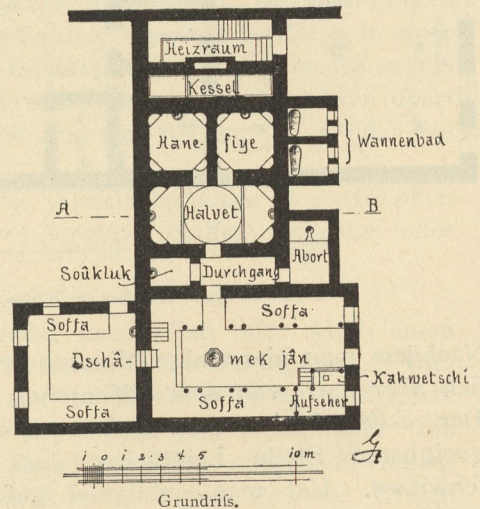 Heizraum
Kessel
Hane- fiye
Wannenbad
A Halvet B
Abort
Soûkluk Durchgang
Soffa Soffa
Dschâ- mek jân
Kahwetschi
Soffa Soffa Aufseher
1 0 1 2 3 4 5 10 m
Grundriſs.